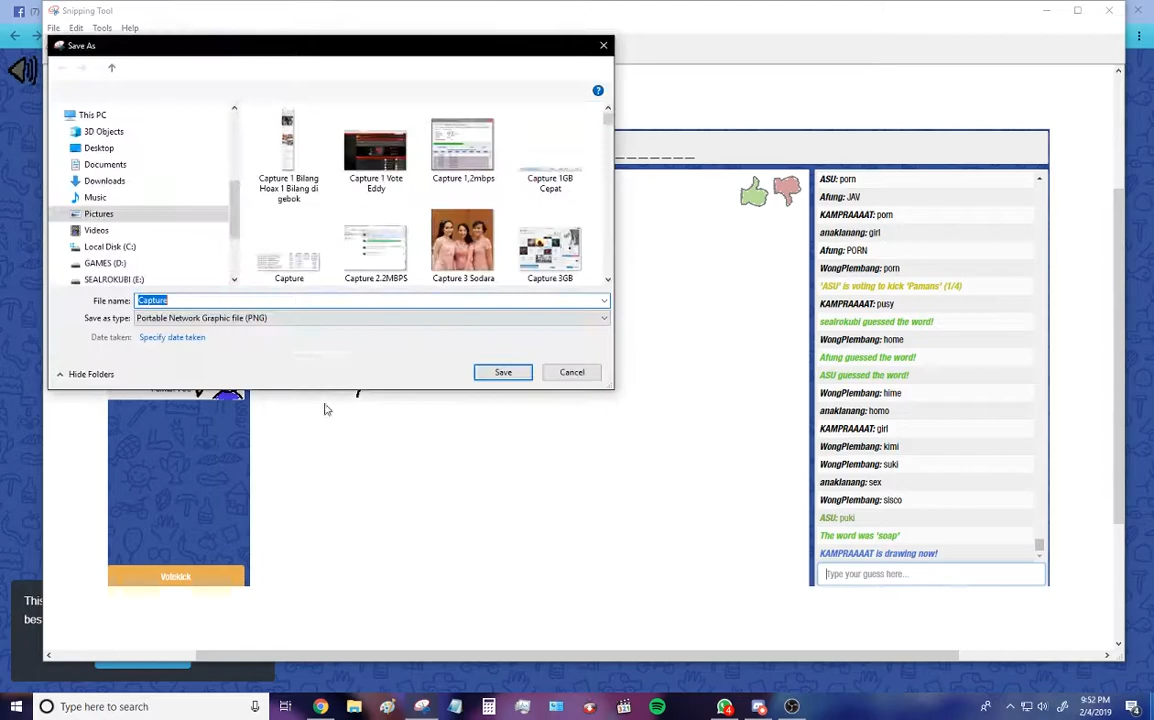 (7)
Snipping Tool
File Edit Tools Help
Save As
This PC
3D Objects
Desktop
Documents
Downloads
Music
Pictures
Videos
Local Disk (C:)
GAMES (D:)
SEALROKUBI (E:)
Capture 1 Bilang
Hoax 1 Bilang di
gebok
Capture 1 Vote
Eddy
Capture 1,2mbps
Capture 1GB
Cepat
Capture
Capture 2.2MBPS
Capture 3 Sodara
Capture 3GB
File name: Capture
Save as type: Portable Network Graphic file (PNG)
Date taken: Specify date taken
Hide Folders
Save
Cancel
ASU: porn
Afung: JAV
KAMPRAAAAT: porn
anaklanang: girl
Afung: PORN
WongPlembang: porn
'ASU' is voting to kick 'Pamans' (1/4)
KAMPRAAAAT: pusy
sealrokubi guessed the word!
WongPlembang: home
Afung guessed the word!
ASU guessed the word!
WongPlembang: hime
anaklanang: homo
KAMPRAAAAT: girl
WongPlembang: kimi
WongPlembang: suki
anaklanang: sex
WongPlembang: sisco
ASU: puki
The word was 'soap'
KAMPRAAAAT is drawing now!
Type your guess here...
Votekick
This
bes
Type here to search
4
9:52 PM
2/4/2019
4